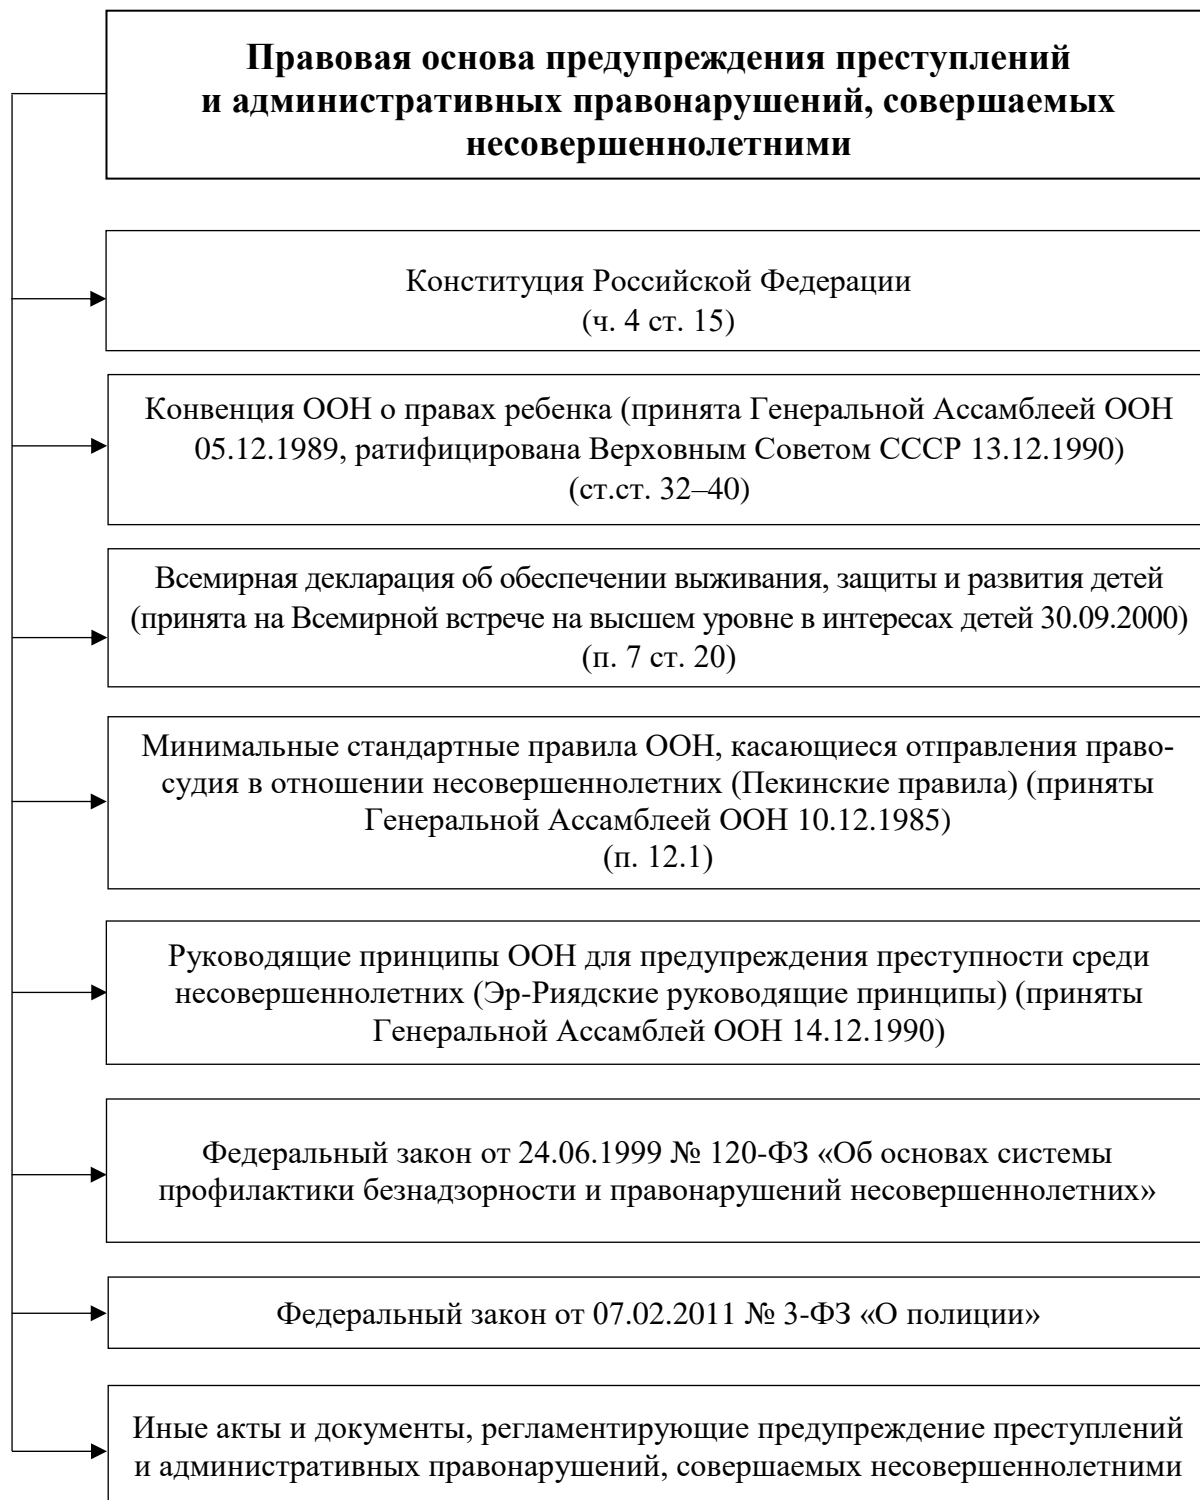 Правовая основа предупреждения преступлений
и административных правонарушений, совершаемых
несовершеннолетними
Конституция Российской Федерации
(ч. 4 ст. 15)
Конвенция ООН о правах ребенка (принята Генеральной Ассамблеей ООН
05.12.1989, ратифицирована Верховным Советом СССР 13.12.1990)
(ст.ст. 32–40)
Всемирная декларация об обеспечении выживания, защиты и развития детей
(принята на Всемирной встрече на высшем уровне в интересах детей 30.09.2000)
(п. 7 ст. 20)
Минимальные стандартные правила ООН, касающиеся отправления право-
судия в отношении несовершеннолетних (Пекинские правила) (приняты
Генеральной Ассамблеей ООН 10.12.1985)
(п. 12.1)
Руководящие принципы ООН для предупреждения преступности среди
несовершеннолетних (Эр-Риядские руководящие принципы) (приняты
Генеральной Ассамблей ООН 14.12.1990)
Федеральный закон от 24.06.1999 № 120-ФЗ «Об основах системы
профилактики безнадзорности и правонарушений несовершеннолетних»
Федеральный закон от 07.02.2011 № 3-ФЗ «О полиции»
Иные акты и документы, регламентирующие предупреждение преступлений
и административных правонарушений, совершаемых несовершеннолетними